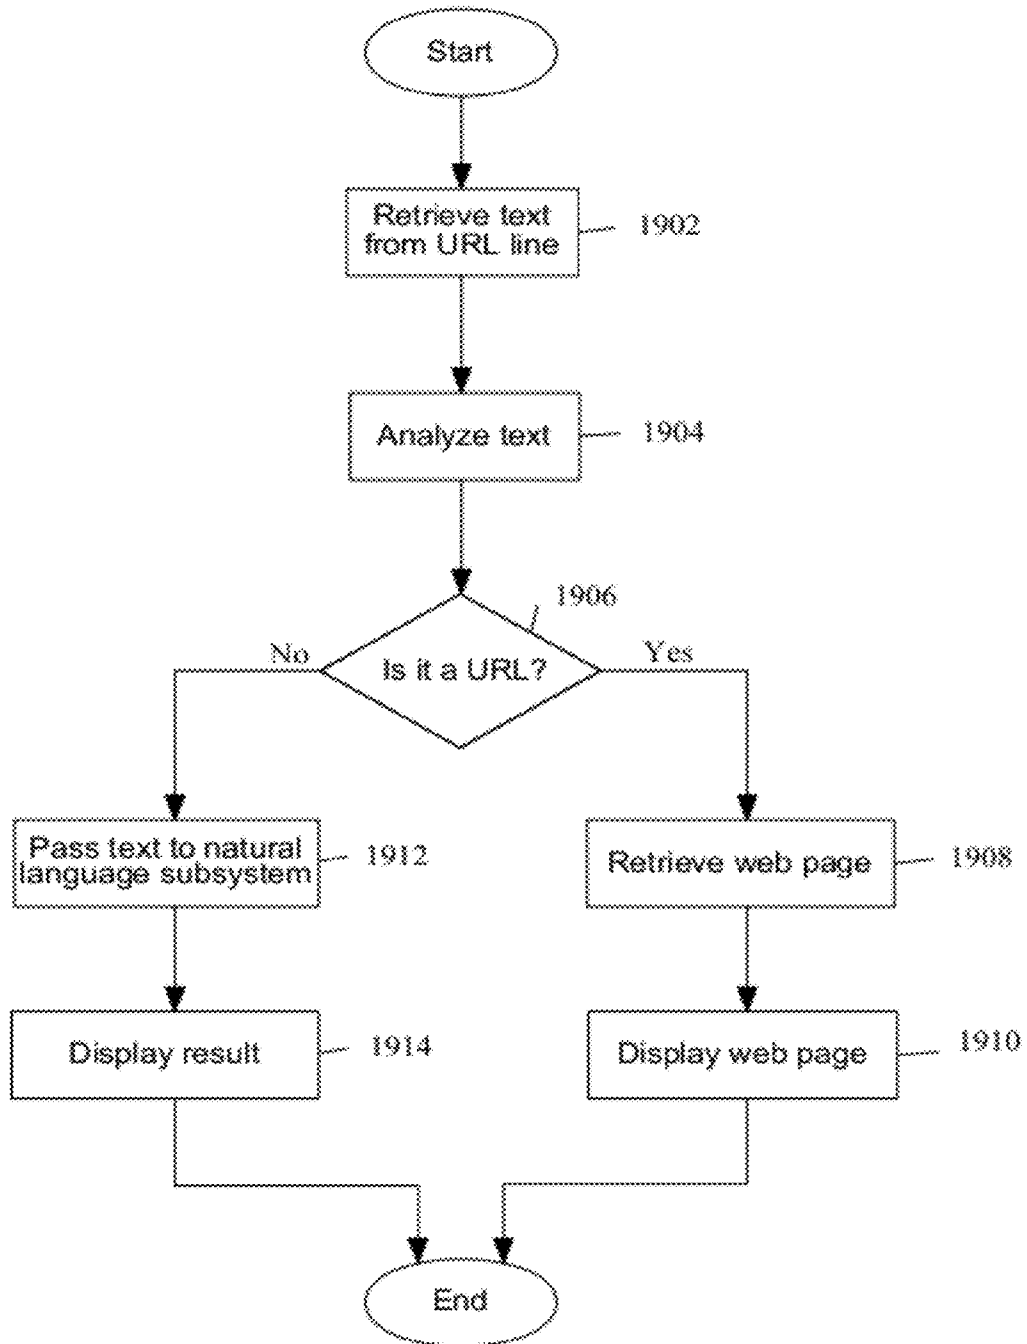 Start
Retrieve text
from URL line
1902
Analyze text
1904
1906
Is it a URL?
No
Yes
Pass text to natural
language subsystem
1912
Retrieve web page
1908
Display result
1914
Display web page
1910
End